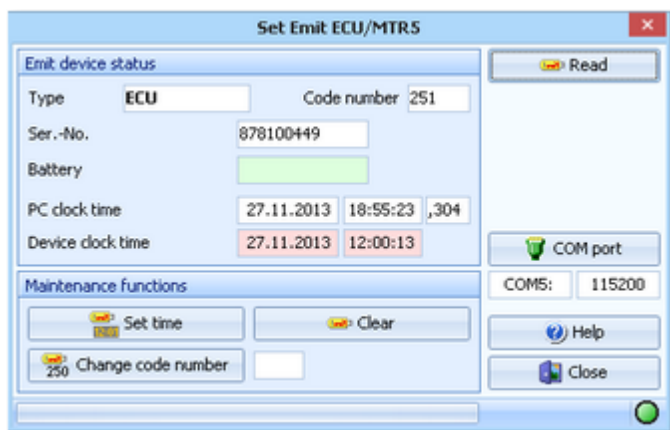 Set Emit ECU/MTR5
Emit device status
Type ECU Code number 251
Ser.-No. 878100449
Battery
PC clock time 27.11.2013 18:55:23 ,304
Device clock time 27.11.2013 12:00:13
Maintenance functions
Set time Clear
250 Change code number
Read
COM port
COM5: 115200
Help
Close